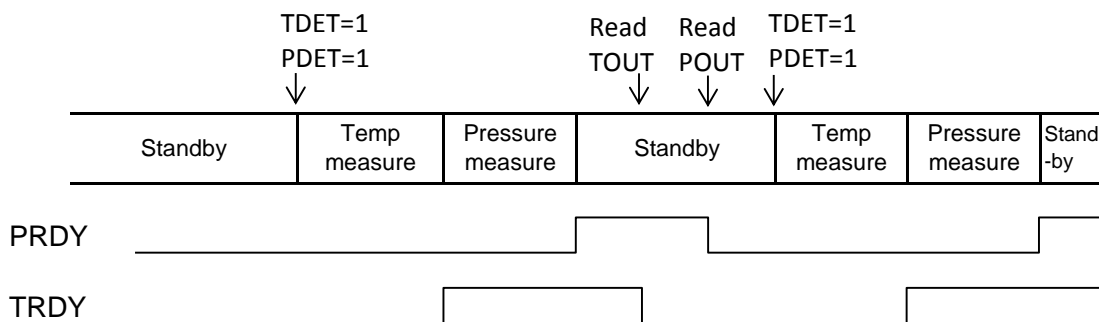 TDET=1
PDET=1
Read
TOUT
Read
POUT
TDET=1
PDET=1
Standby
Temp
measure
Pressure
measure
Standby
Temp
measure
Pressure
measure
Stand
-by
PRDY
TRDY